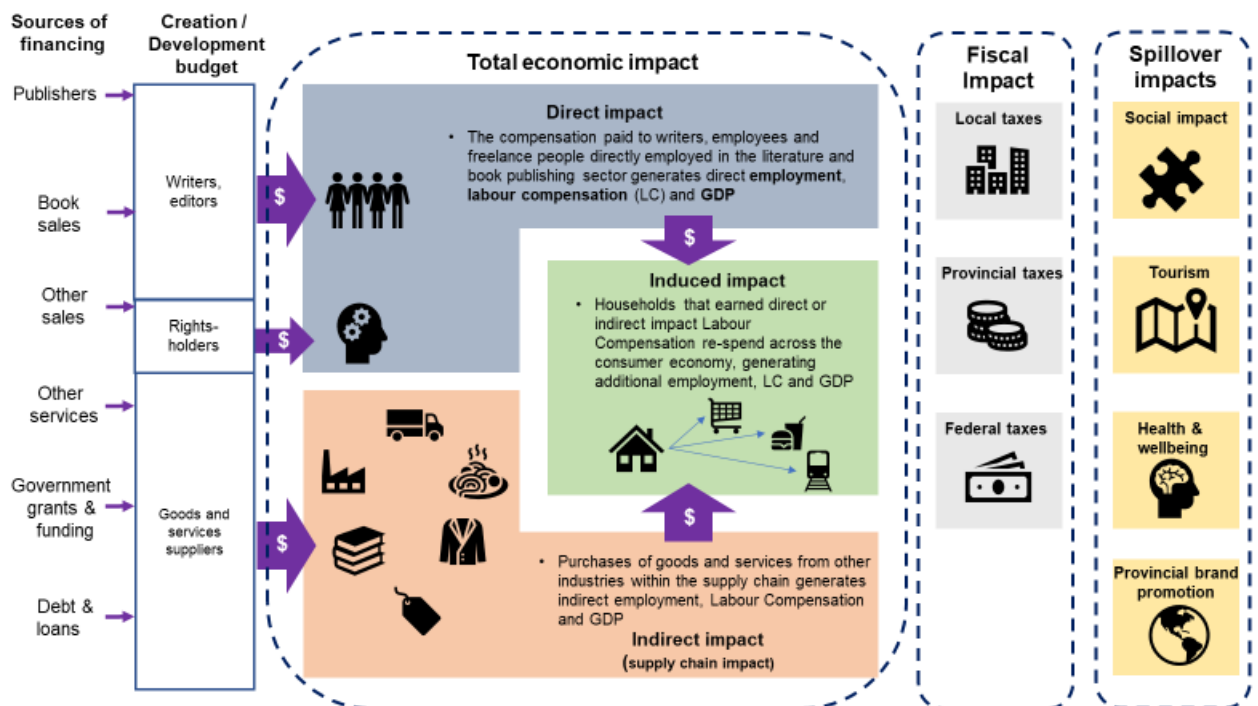 Sources of
financing
Publishers
Book
sales
Other
sales
Other
services
Government
grants &
funding
Debt &
loans
Creation /
Development
budget
Writers,
editors
Rights-
holders
Goods and
services
suppliers
$
$
$
Total economic impact
Direct impact
• The compensation paid to writers, employees and
freelance people directly employed in the literature and
book publishing sector generates direct employment,
labour compensation (LC) and GDP
$
Induced impact
• Households that earned direct or
indirect impact Labour
Compensation re-spend across the
consumer economy, generating
additional employment, LC and GDP
$
• Purchases of goods and services from other
industries within the supply chain generates
indirect employment, Labour Compensation
and GDP
Indirect impact
(supply chain impact)
Fiscal
Impact
Local taxes
Provincial taxes
Federal taxes
Spillover
impacts
Social impact
Tourism
Health &
wellbeing
Provincial brand
promotion